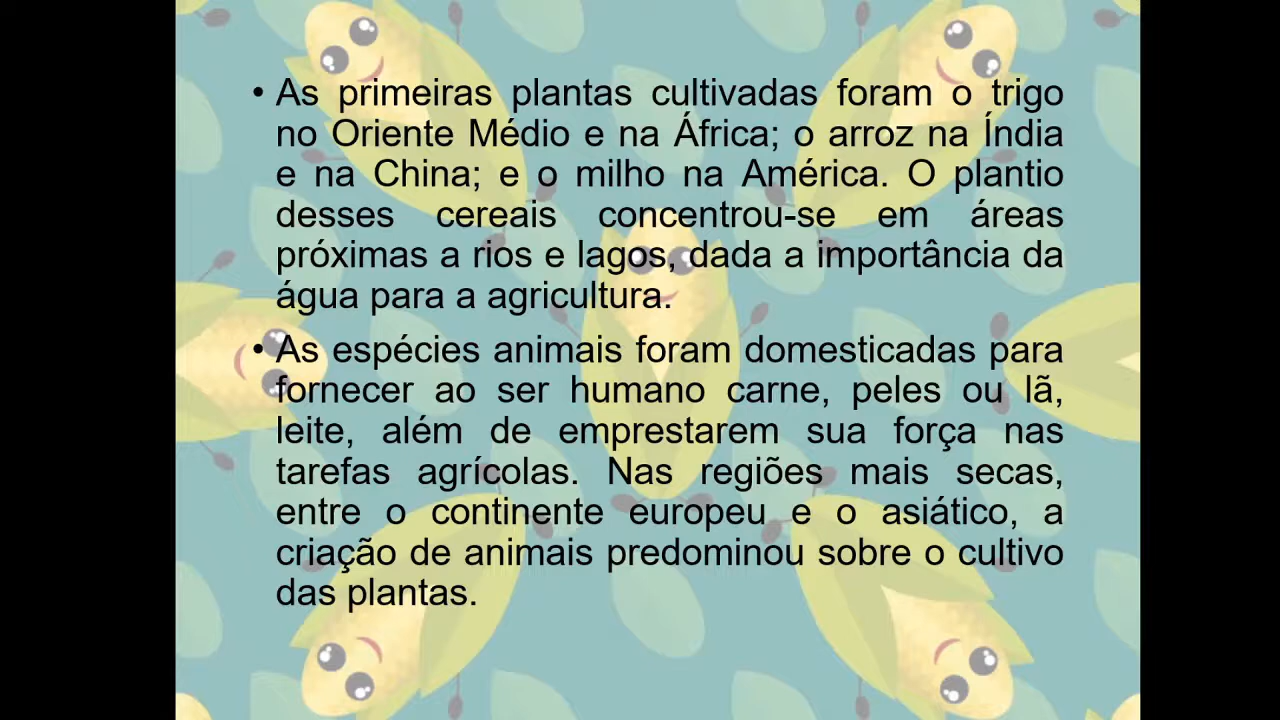 • As primeiras plantas cultivadas foram o trigo
no Oriente Médio e na África; o arroz na Índia
e na China; e o milho na América. O plantio
desses cereais concentrou-se em áreas
próximas a rios e lagos, dada a importância da
água para a agricultura.
• As espécies animais foram domesticadas para
fornecer ao ser humano carne, peles ou lã,
leite, além de emprestarem sua força nas
tarefas agrícolas. Nas regiões mais secas,
entre o continente europeu e o asiático, a
criação de animais predominou sobre o cultivo
das plantas.